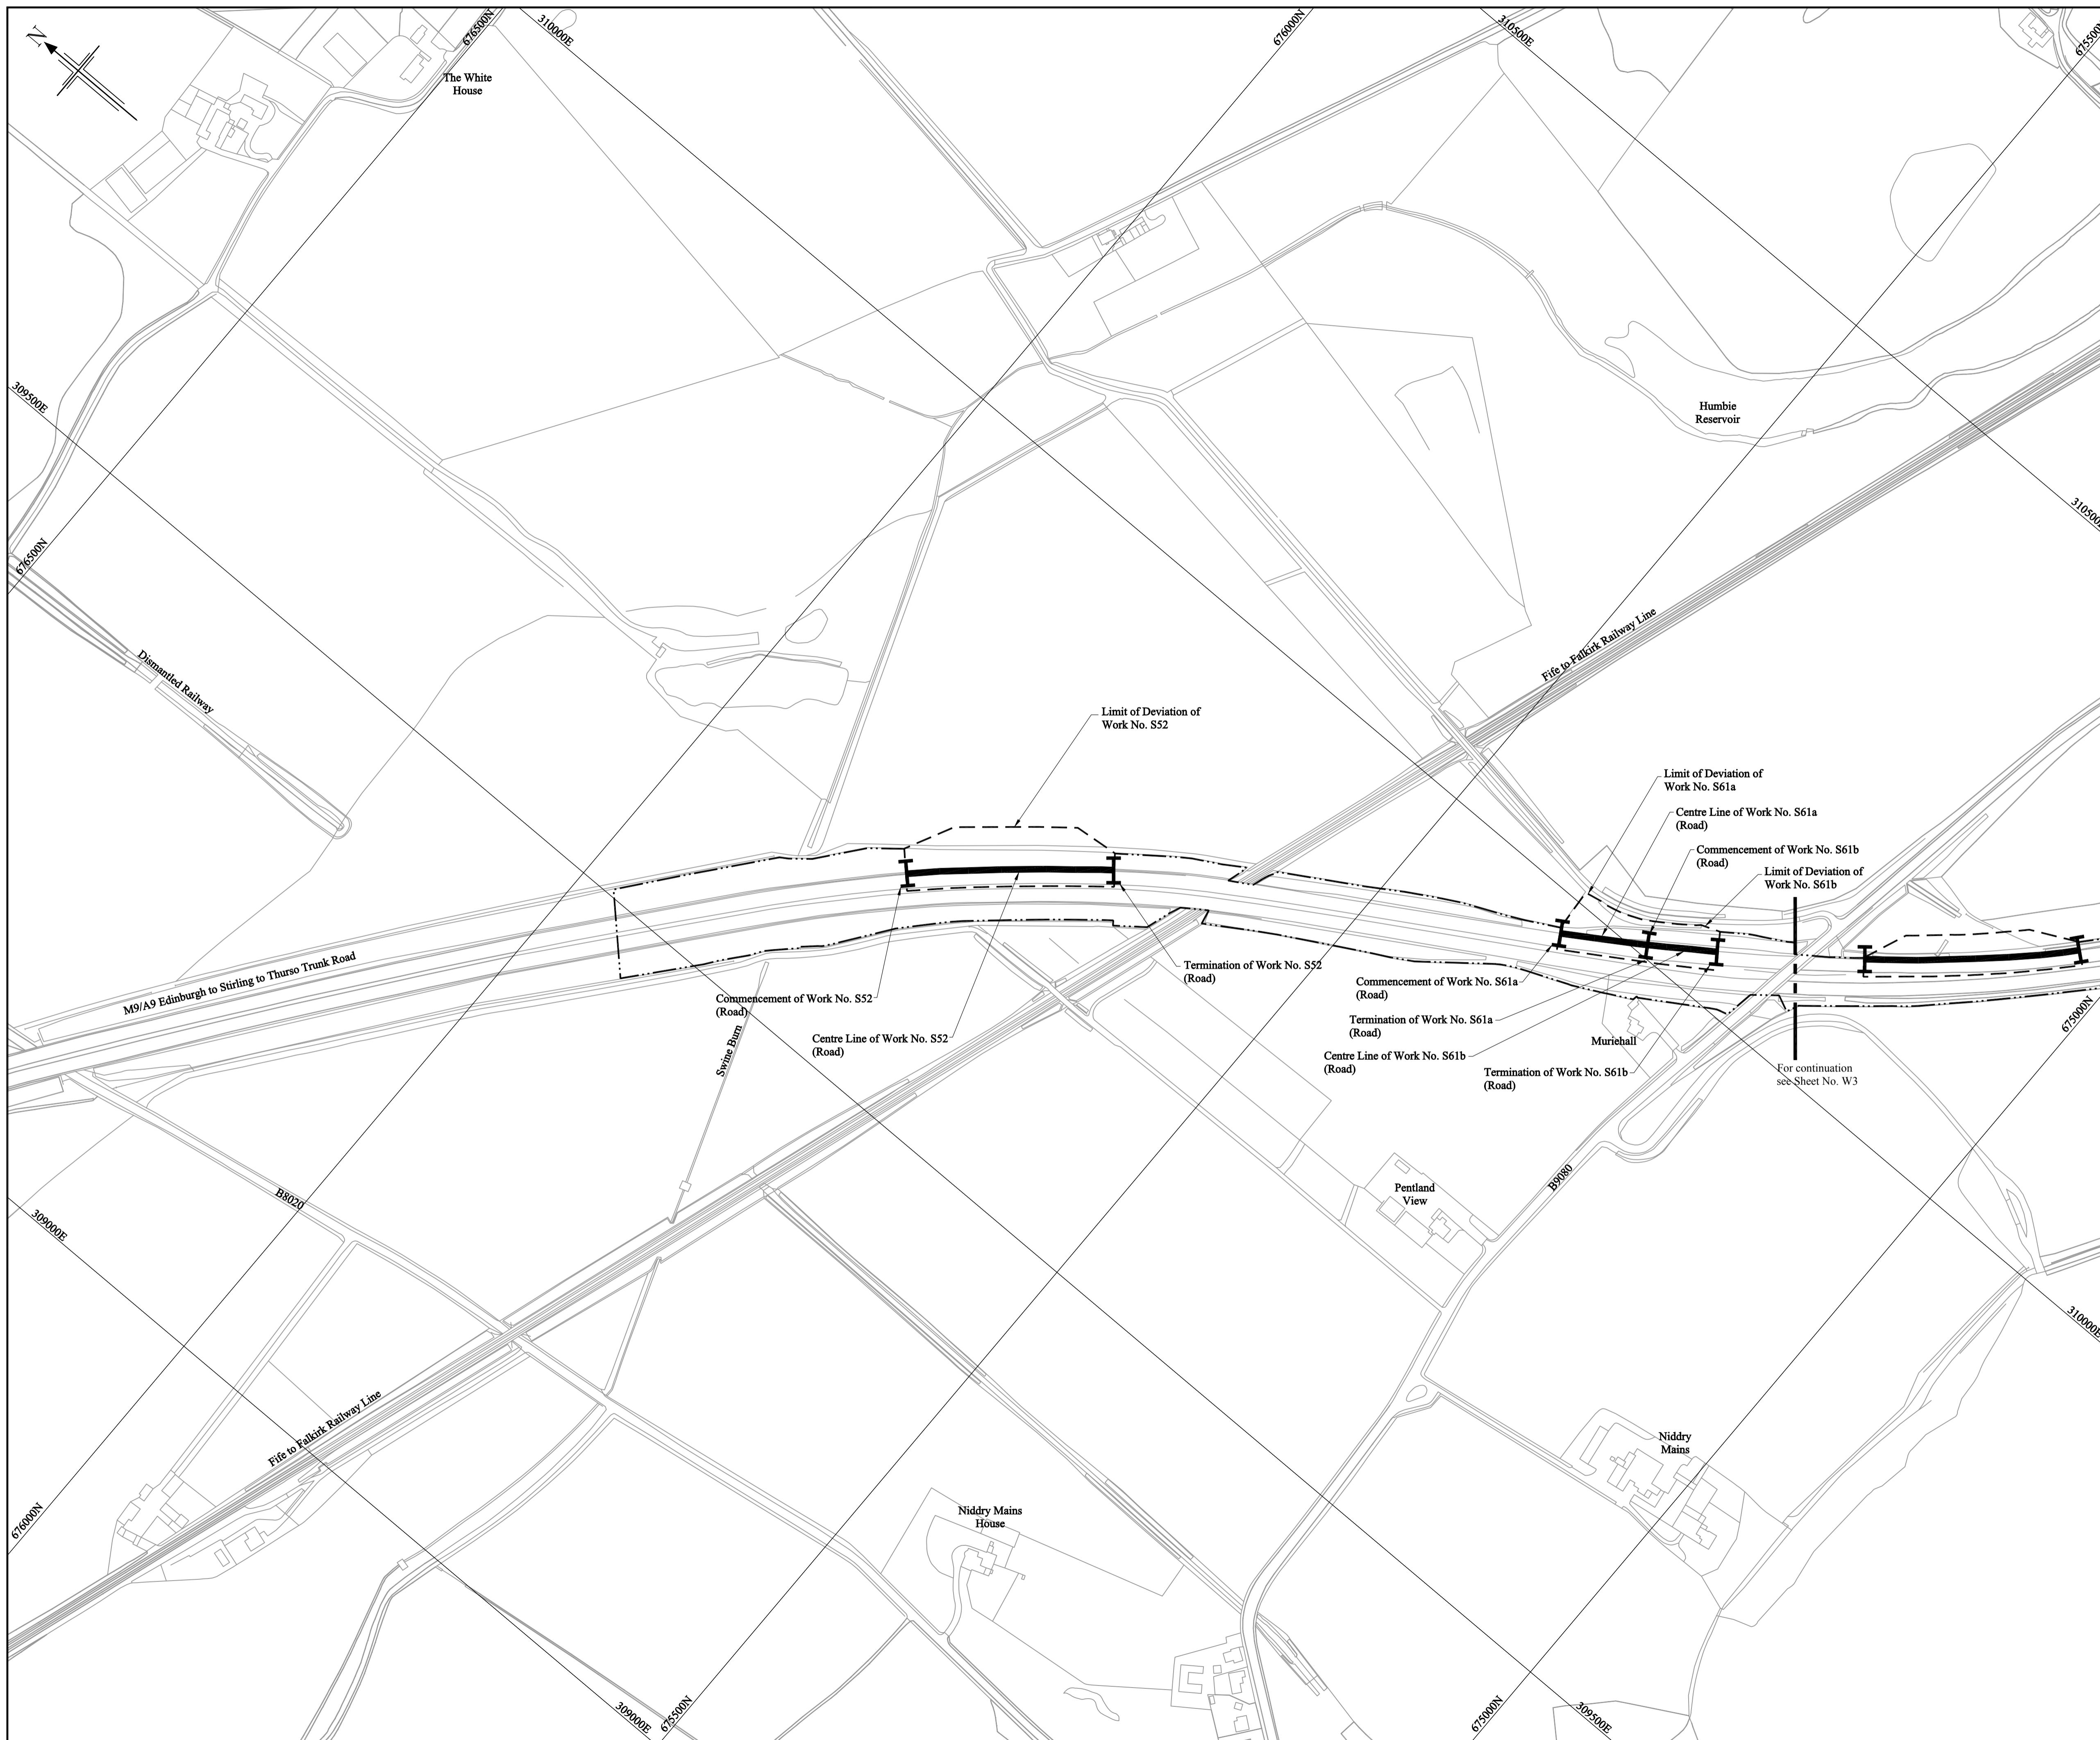 N
676500N
310000E
676000N
310500E
675500N
The White
House
309500E
Humbie
Reservoir
310500E
676500N
Dismantled Railway
Fife to Falkirk Railway Line
Limit of Deviation of
Work No. S52
Limit of Deviation of
Work No. S61a
Centre Line of Work No. S61a
(Road)
Commencement of Work No. S61b
(Road)
Limit of Deviation of
Work No. S61b
M9/A9 Edinburgh to Stirling to Thurso Trunk Road
Termination of Work No. S52
(Road)
Commencement of Work No. S52
(Road)
Commencement of Work No. S61a
(Road)
Termination of Work No. S61a
(Road)
Centre Line of Work No. S52
(Road)
Swine Burn
Centre Line of Work No. S61b
(Road)
Muriehall
Termination of Work No. S61b
(Road)
For continuation
see Sheet No. W3
675000N
B8020
Pentland
View
B9080
309000E
310000E
Fife to Falkirk Railway Line
Niddry
Mains
676000N
Niddry Mains
House
309000E
675500N
675000N
309500E